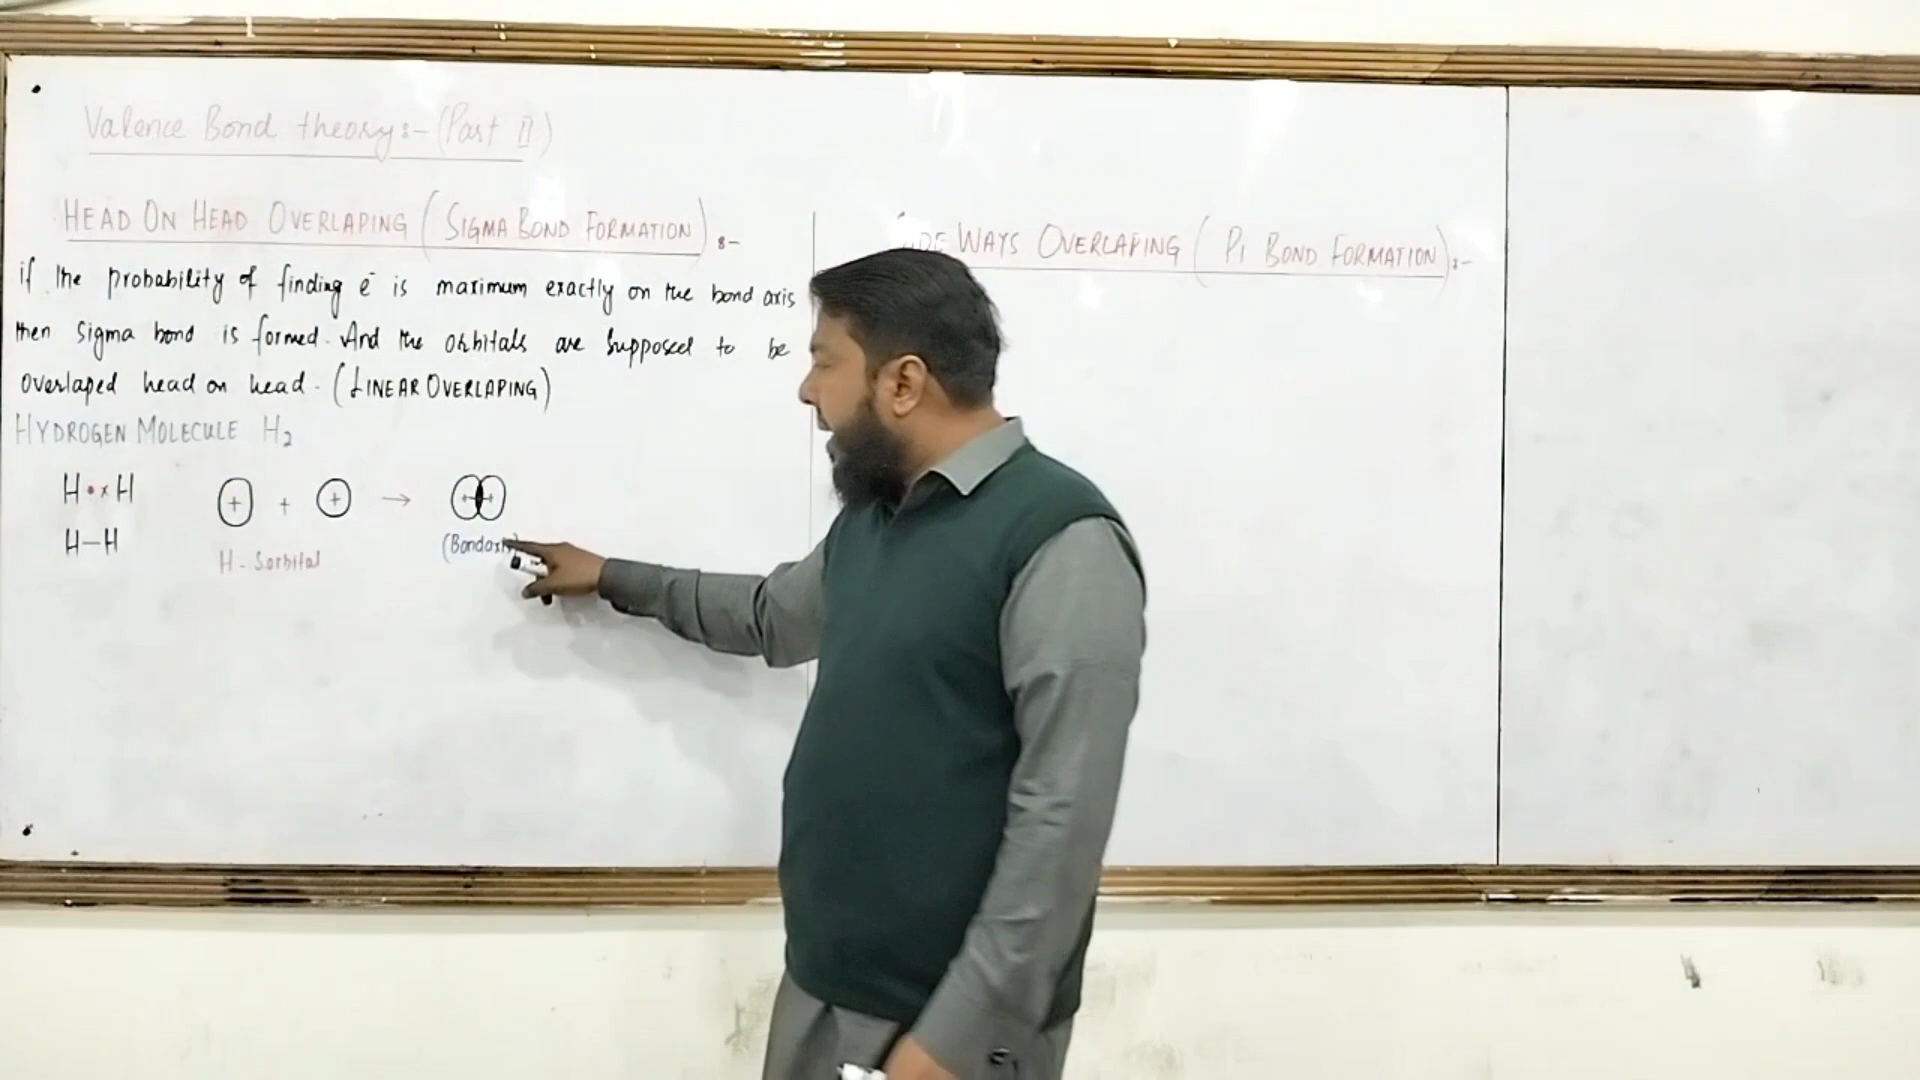 Valence Bond theory:- (Part II)
HEAD ON HEAD OVERLAPING (SIGMA BOND FORMATION) :-
if the probability of finding e⁻ is maximum exactly on the bond axis
then sigma bond is formed. And the orbitals are supposed to be
overlaped head on head. (LINEAR OVERLAPING)
HYDROGEN MOLECULE H₂
H•×H
+ + + → + +
H—H
H - S orbital
(Bond axis)
WAYS OVERLAPING (PI BOND FORMATION) :-